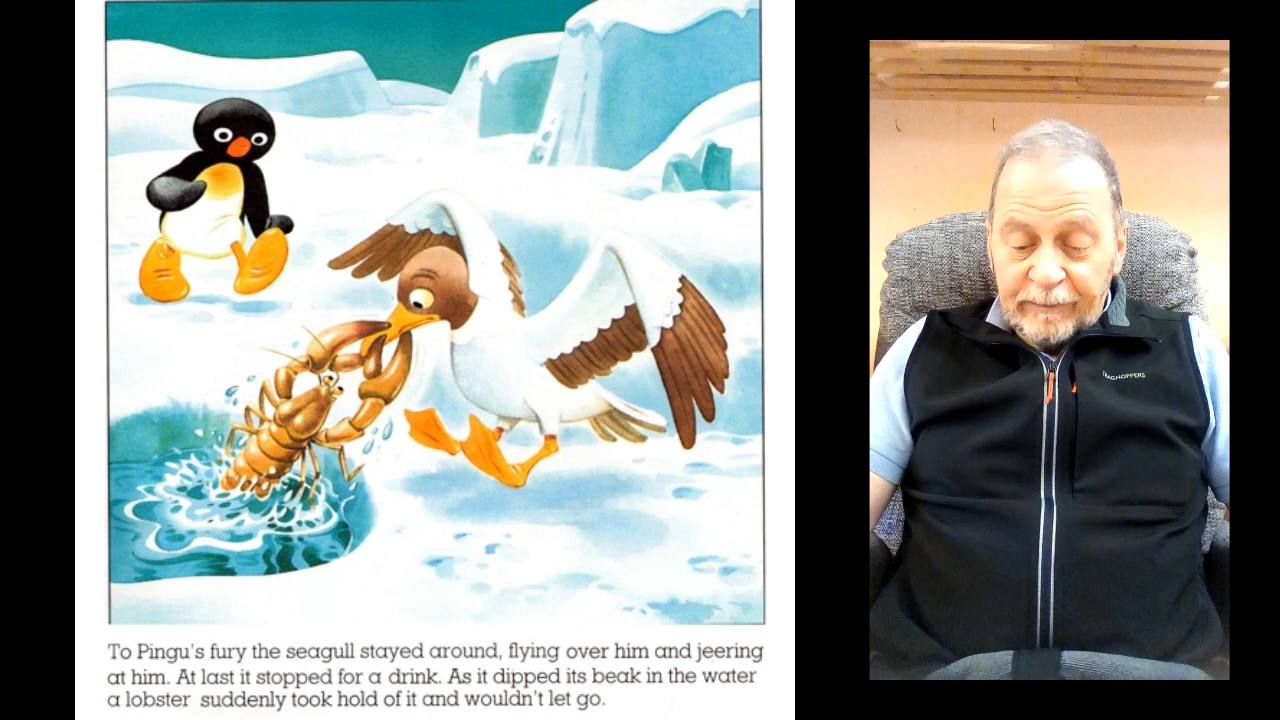 To Pingu's fury the seagull stayed around, flying over him and jeering
at him. At last it stopped for a drink. As it dipped its beak in the water
a lobster suddenly took hold of it and wouldn't let go.
CRAGHOPPERS